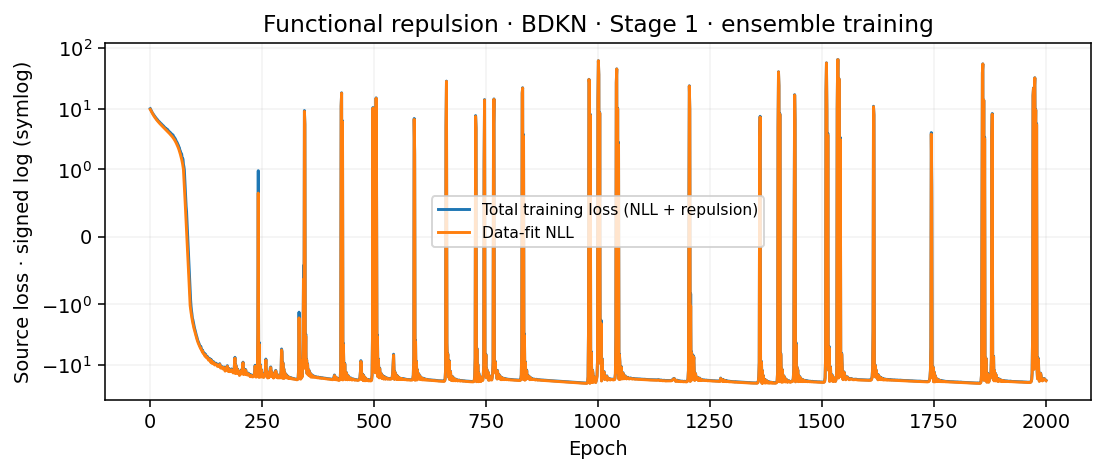 Functional repulsion · BDKN · Stage 1 · ensemble training
Source loss · signed log (symlog)
10²
10¹
10⁰
0
−10⁰
−10¹
Total training loss (NLL + repulsion)
Data-fit NLL
0 250 500 750 1000 1250 1500 1750 2000
Epoch